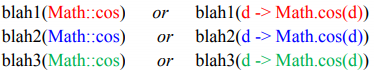 blah1(Math::cos) or blah1(d -> Math.cos(d))
blah2(Math::cos) or blah2(d -> Math.cos(d))
blah3(Math::cos) or blah3(d -> Math.cos(d))